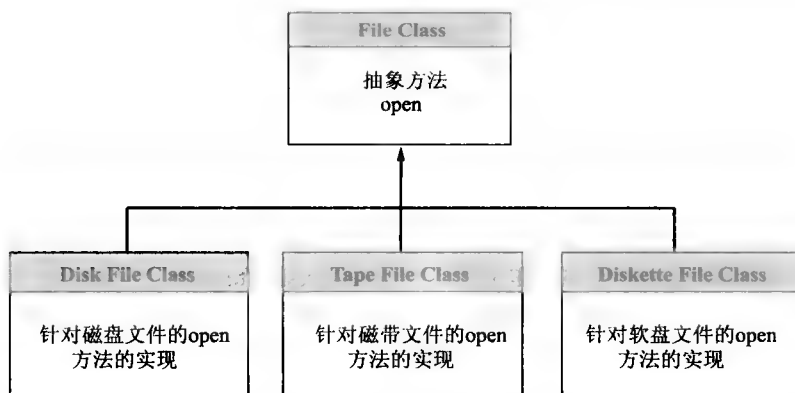 File Class
抽象方法
open
Disk File Class
针对磁盘文件的open
方法的实现
Tape File Class
针对磁带文件的open
方法的实现
Diskette File Class
针对软盘文件的open
方法的实现